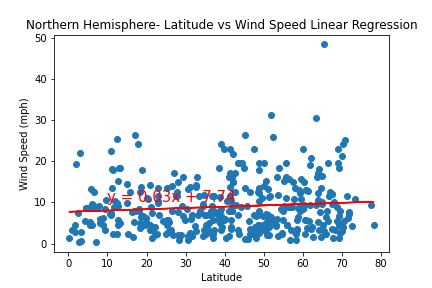 Northern Hemisphere- Latitude vs Wind Speed Linear Regression
50
40
30
20
10
0
Wind Speed (mph)
y = 0.03x + 7.74
0 10 20 30 40 50 60 70 80
Latitude